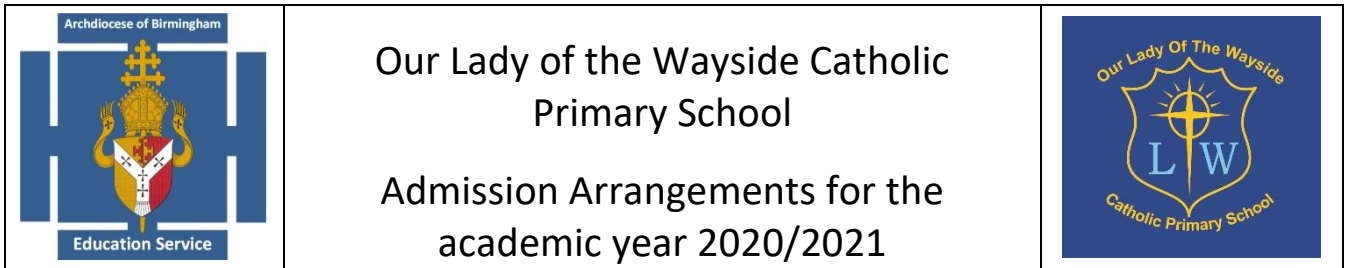 Archdiocese of Birmingham
Education Service
Our Lady of the Wayside Catholic
Primary School
Admission Arrangements for the
academic year 2020/2021
Our Lady Of The Wayside
L W
Catholic Primary School